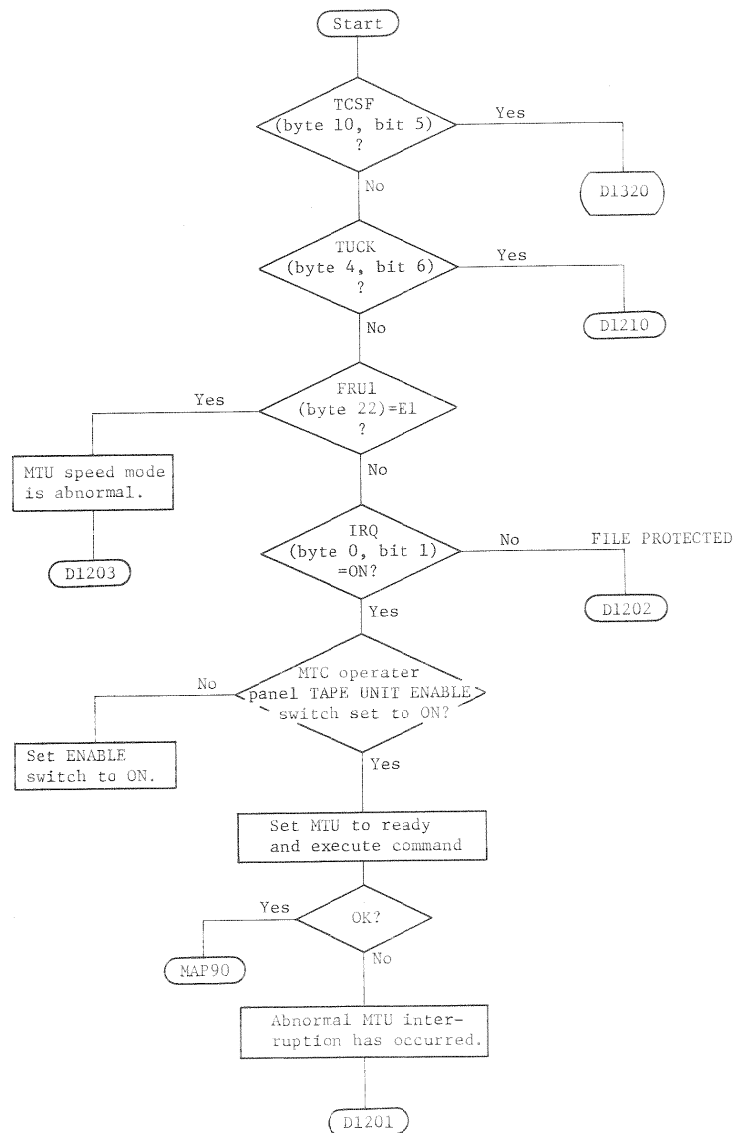 Start
TCSF
(byte 10, bit 5)
?
Yes
No
D1320
TUCK
(byte 4, bit 6)
?
Yes
No
D1210
FRU1
(byte 22)=E1
?
Yes
No
MTU speed mode
is abnormal.
D1203
IRQ
(byte 0, bit 1)
=ON?
No
FILE PROTECTED
Yes
D1202
MTC operater
panel TAPE UNIT ENABLE
switch set to ON?
No
Yes
Set ENABLE
switch to ON.
Set MTU to ready
and execute command
OK?
Yes
No
MAP90
Abnormal MTU inter-
ruption has occurred.
D1201